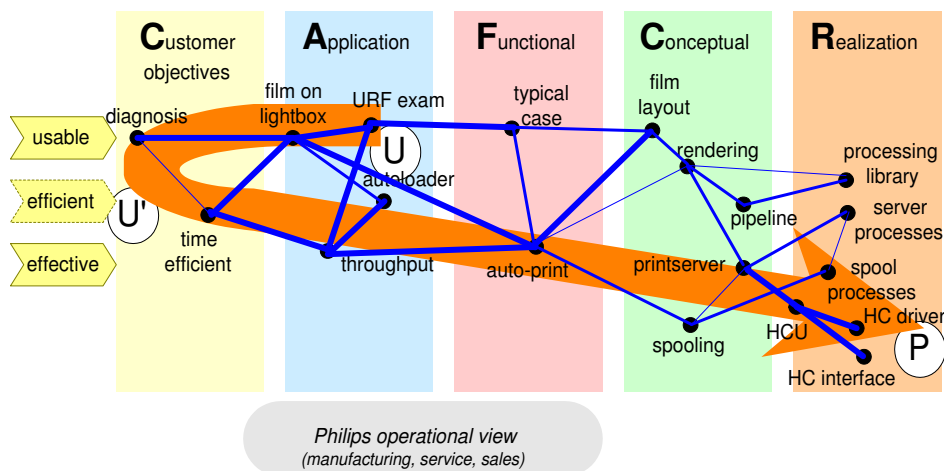 Customer
objectives
Application
Functional
Conceptual
Realization
usable
efficient
effective
diagnosis
film on
lightbox
URF exam
typical
case
film
layout
rendering
processing
library
U
autoloader
U'
time
efficient
throughput
auto-print
pipeline
server
processes
printserver
spool
processes
spooling
HCU
HC driver
HC interface
P
Philips operational view
(manufacturing, service, sales)